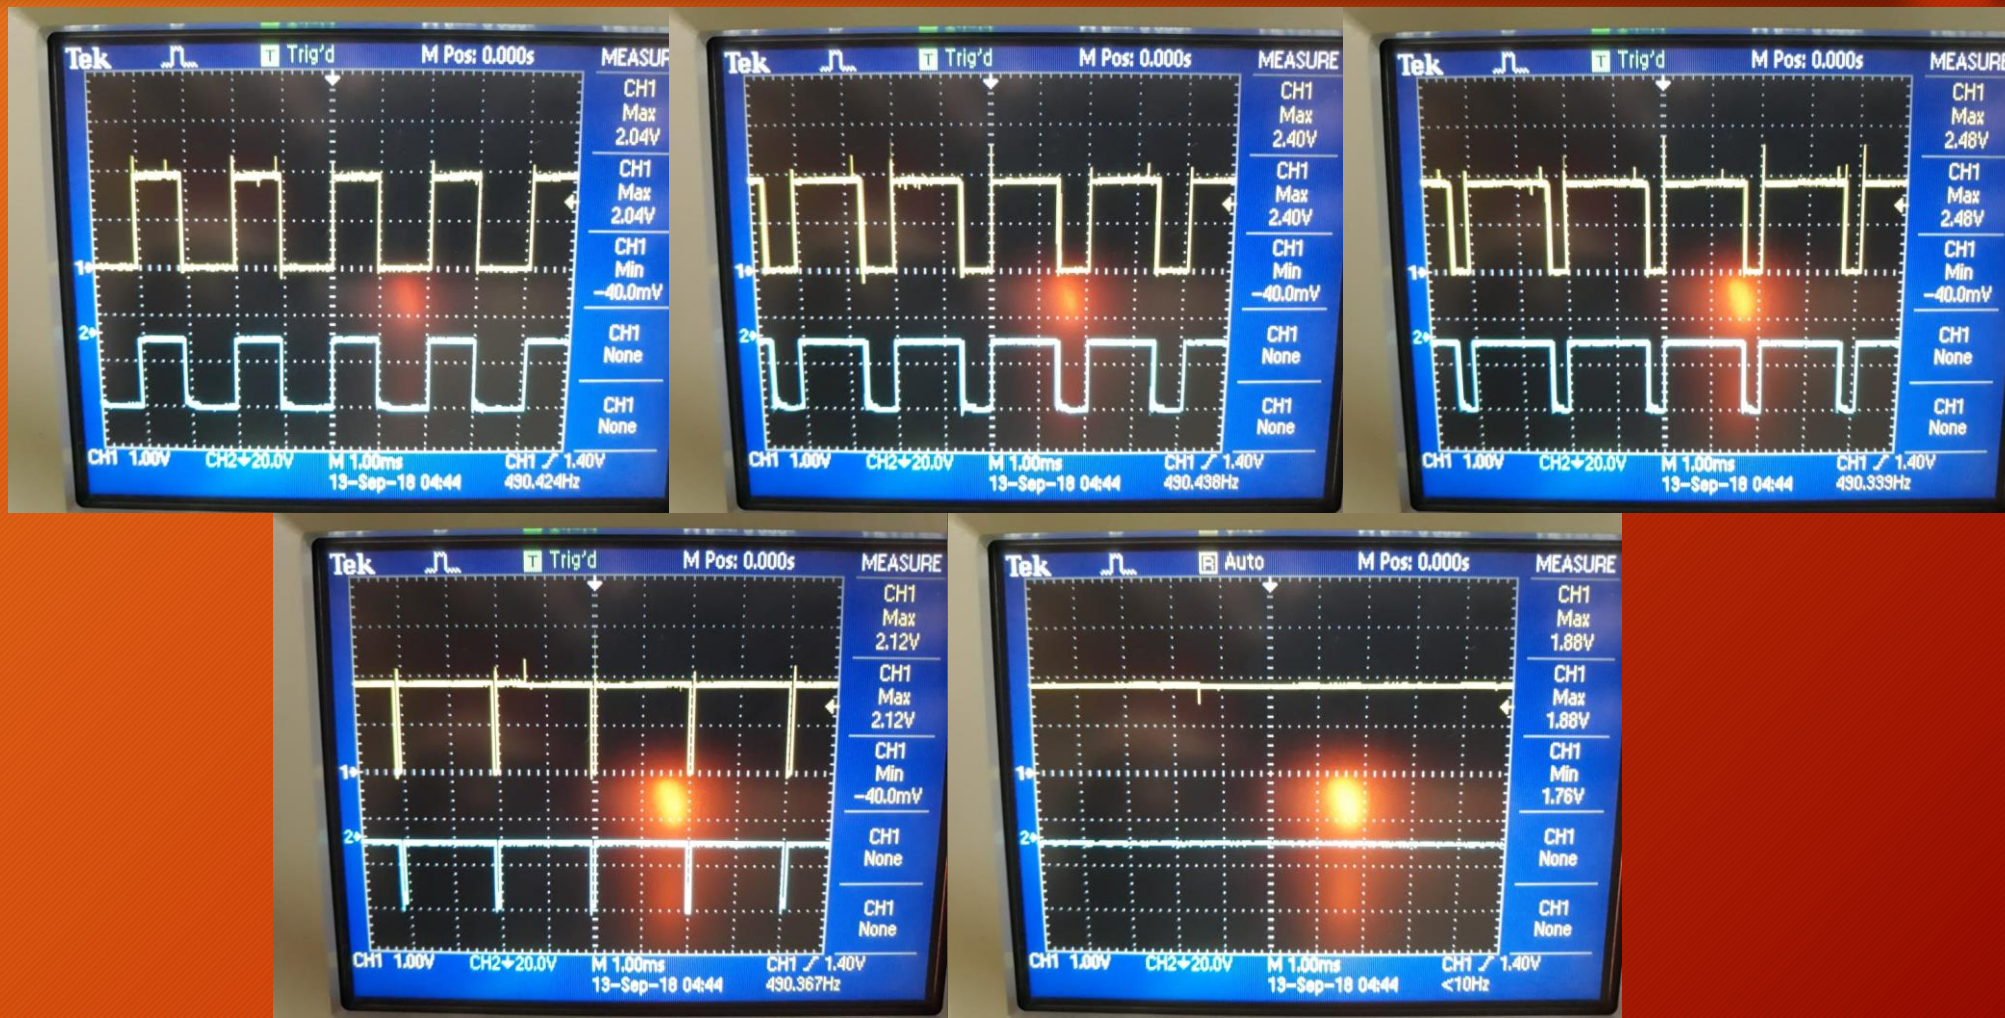 Tek Trig'd M Pos: 0.000s MEASURE
CH1
Max
2.04V
CH1
Max
2.04V
CH1
Min
-40.0mV
CH1
None
CH1
None
1
2
CH1 1.00V CH2 20.0V M 1.00ms CH1 1.40V
13-Sep-18 04:44 490.424Hz
Tek Trig'd M Pos: 0.000s MEASURE
CH1
Max
2.40V
CH1
Max
2.40V
CH1
Min
-40.0mV
CH1
None
CH1
None
1
2
CH1 1.00V CH2 20.0V M 1.00ms CH1 1.40V
13-Sep-18 04:44 490.438Hz
Tek Trig'd M Pos: 0.000s MEASURE
CH1
Max
2.48V
CH1
Max
2.48V
CH1
Min
-40.0mV
CH1
None
CH1
None
1
2
CH1 1.00V CH2 20.0V M 1.00ms CH1 1.40V
13-Sep-18 04:44 490.339Hz
Tek Trig'd M Pos: 0.000s MEASURE
CH1
Max
2.12V
CH1
Max
2.12V
CH1
Min
-40.0mV
CH1
None
CH1
None
1
2
CH1 1.00V CH2 20.0V M 1.00ms CH1 1.40V
13-Sep-18 04:44 490.367Hz
Tek Auto M Pos: 0.000s MEASURE
CH1
Max
1.88V
CH1
Max
1.88V
CH1
Min
1.76V
CH1
None
CH1
None
1
2
CH1 1.00V CH2 20.0V M 1.00ms CH1 1.40V
13-Sep-18 04:44 <10Hz